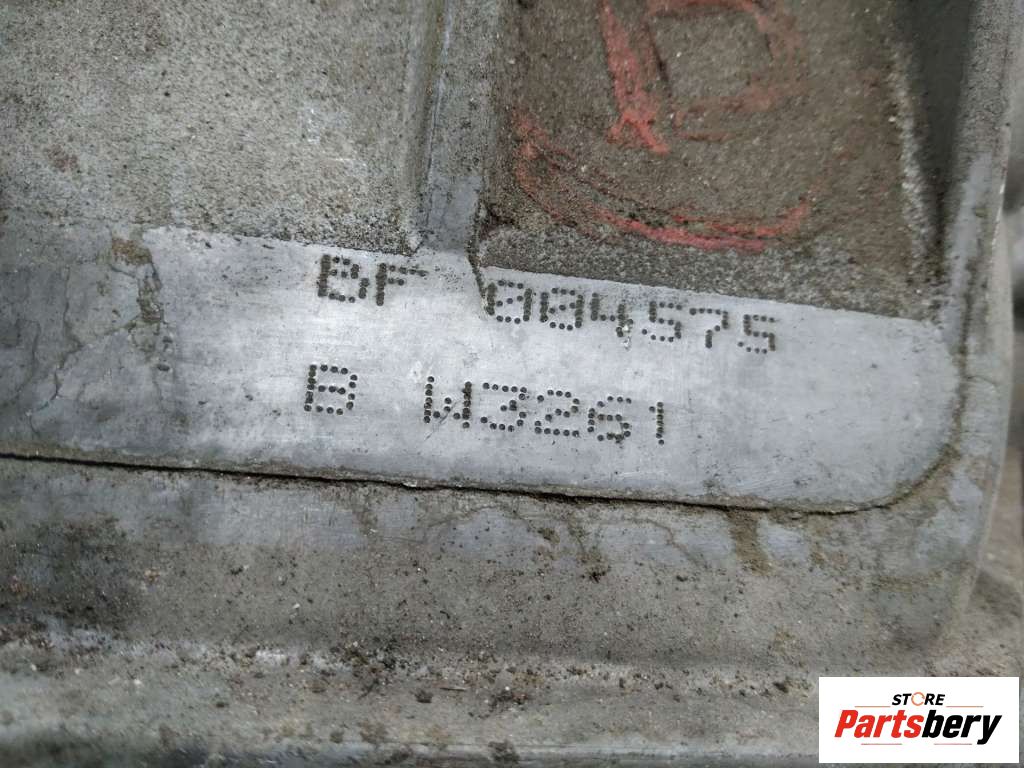 BF 004575
B W3261
STORE
Partsbery